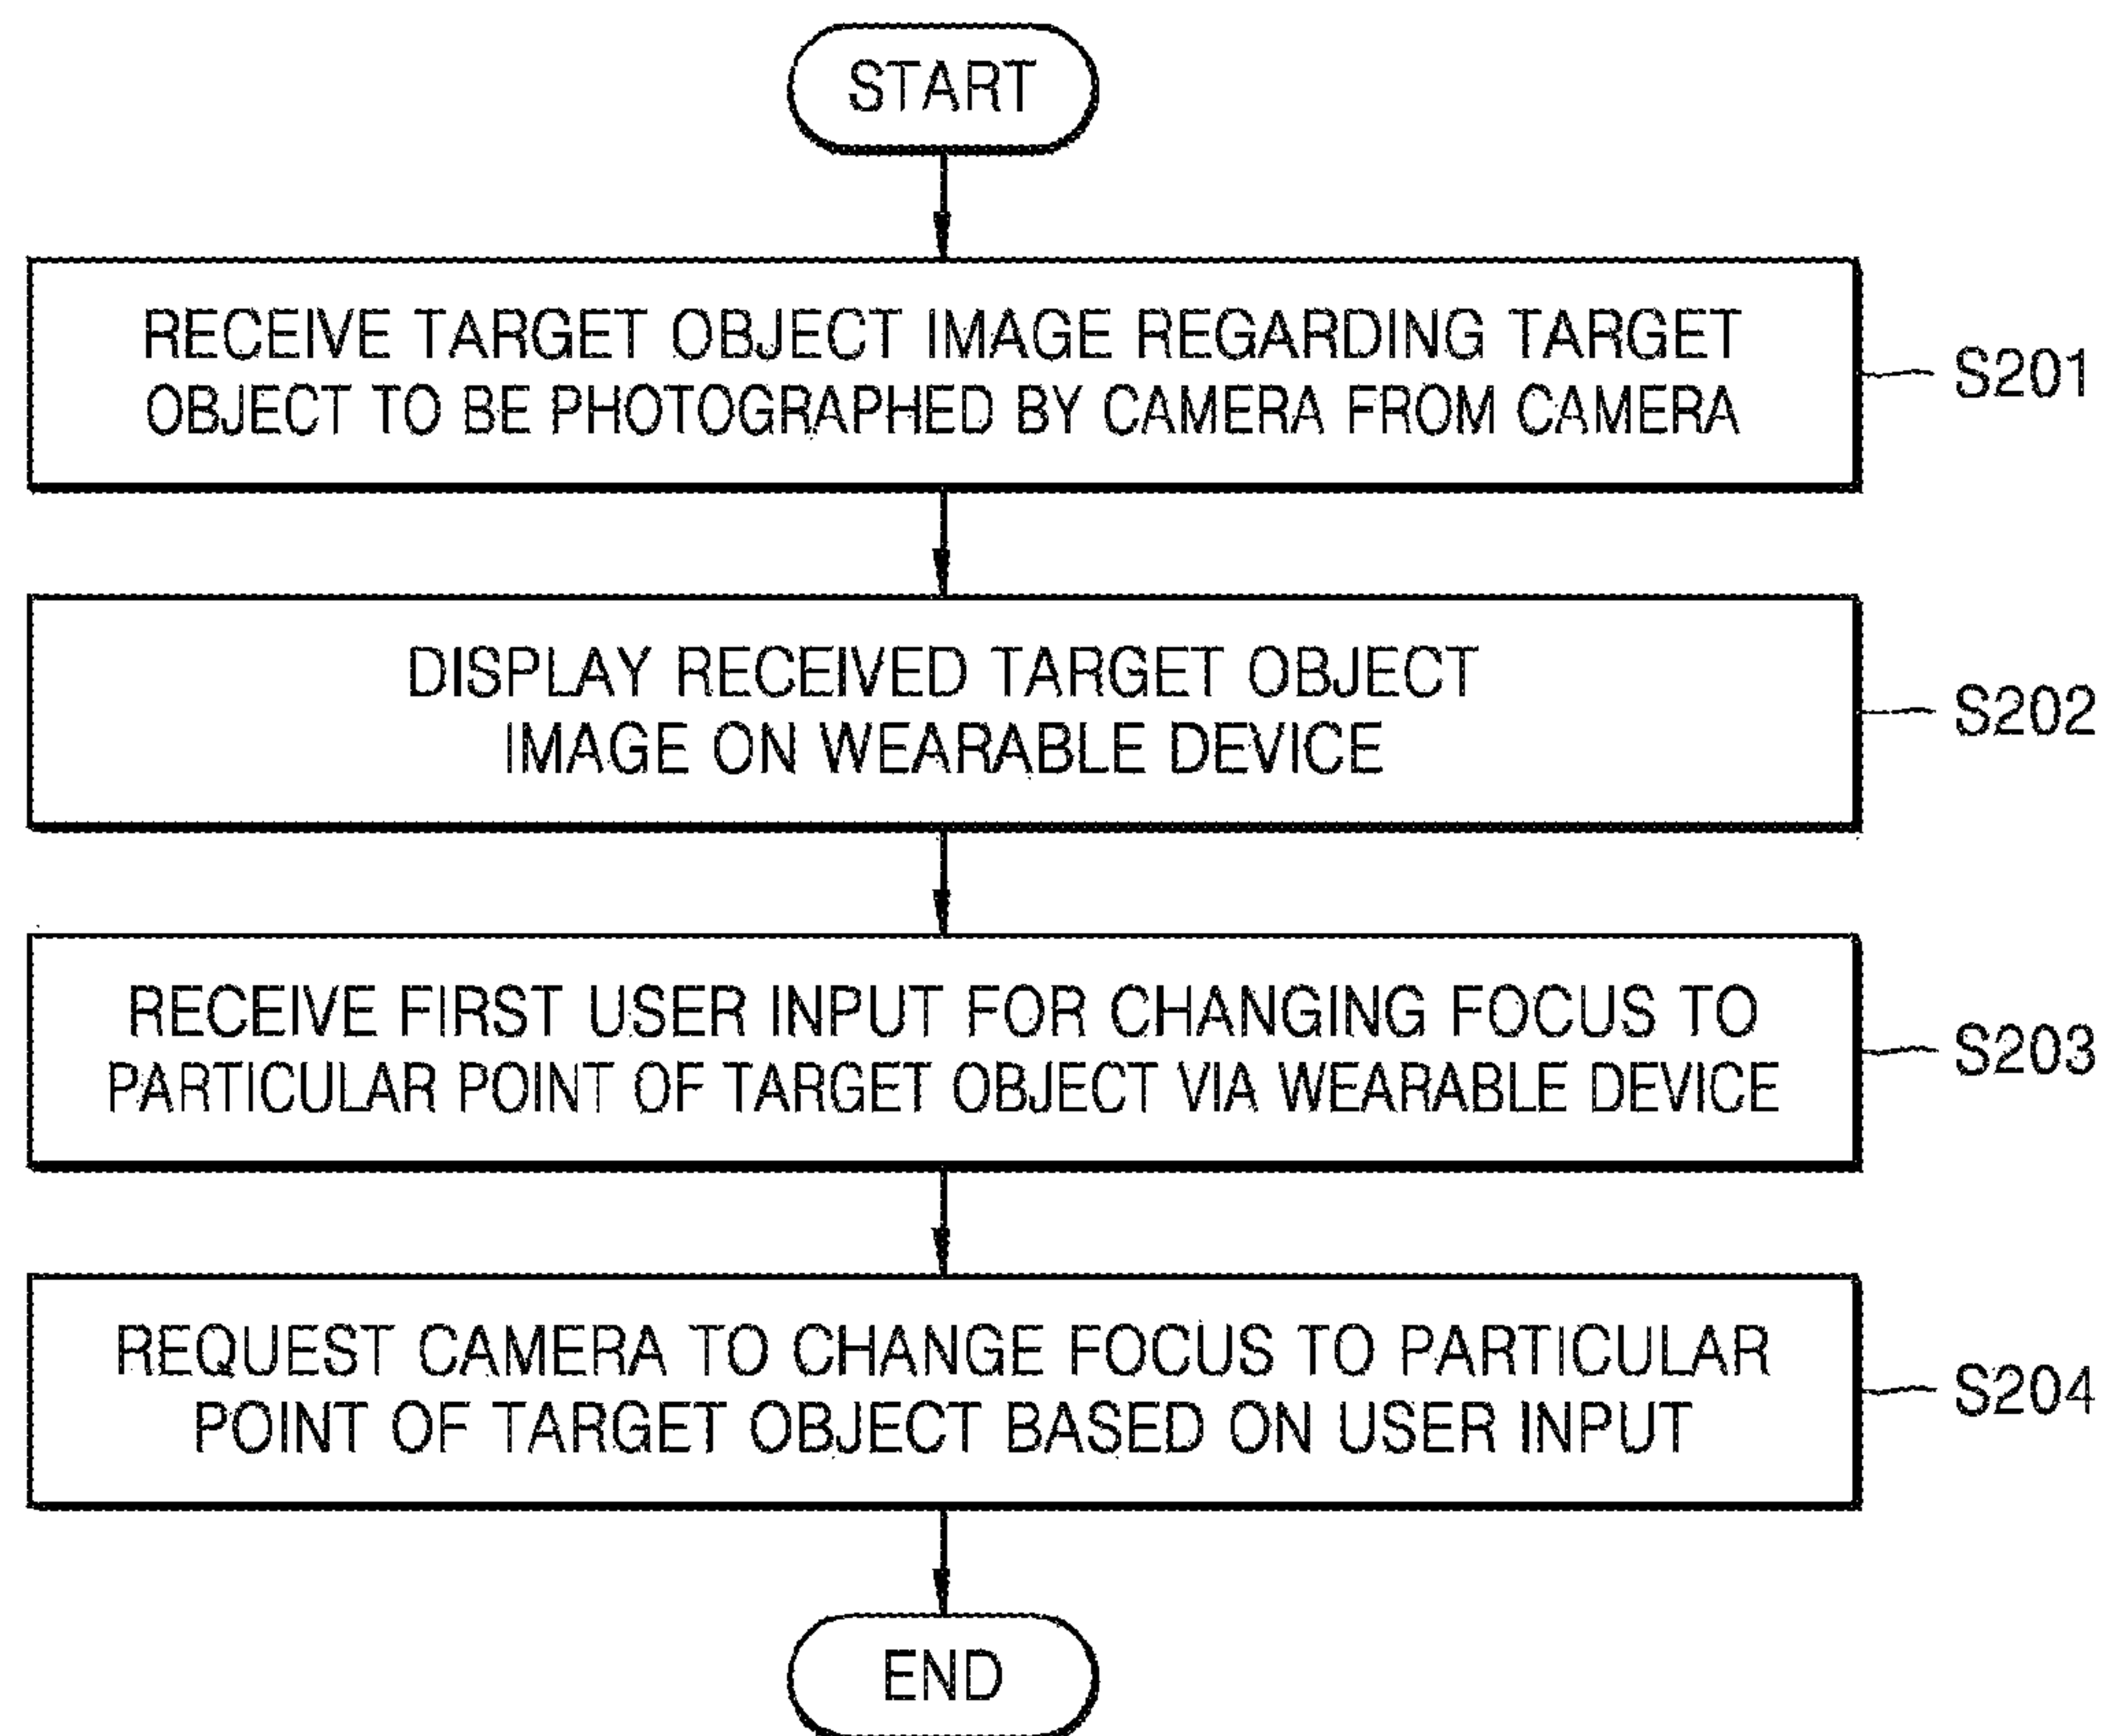 START
RECEIVE TARGET OBJECT IMAGE REGARDING TARGET
OBJECT TO BE PHOTOGRAPHED BY CAMERA FROM CAMERA
S201
DISPLAY RECEIVED TARGET OBJECT
IMAGE ON WEARABLE DEVICE
S202
RECEIVE FIRST USER INPUT FOR CHANGING FOCUS TO
PARTICULAR POINT OF TARGET OBJECT VIA WEARABLE DEVICE
S203
REQUEST CAMERA TO CHANGE FOCUS TO PARTICULAR
POINT OF TARGET OBJECT BASED ON USER INPUT
S204
END